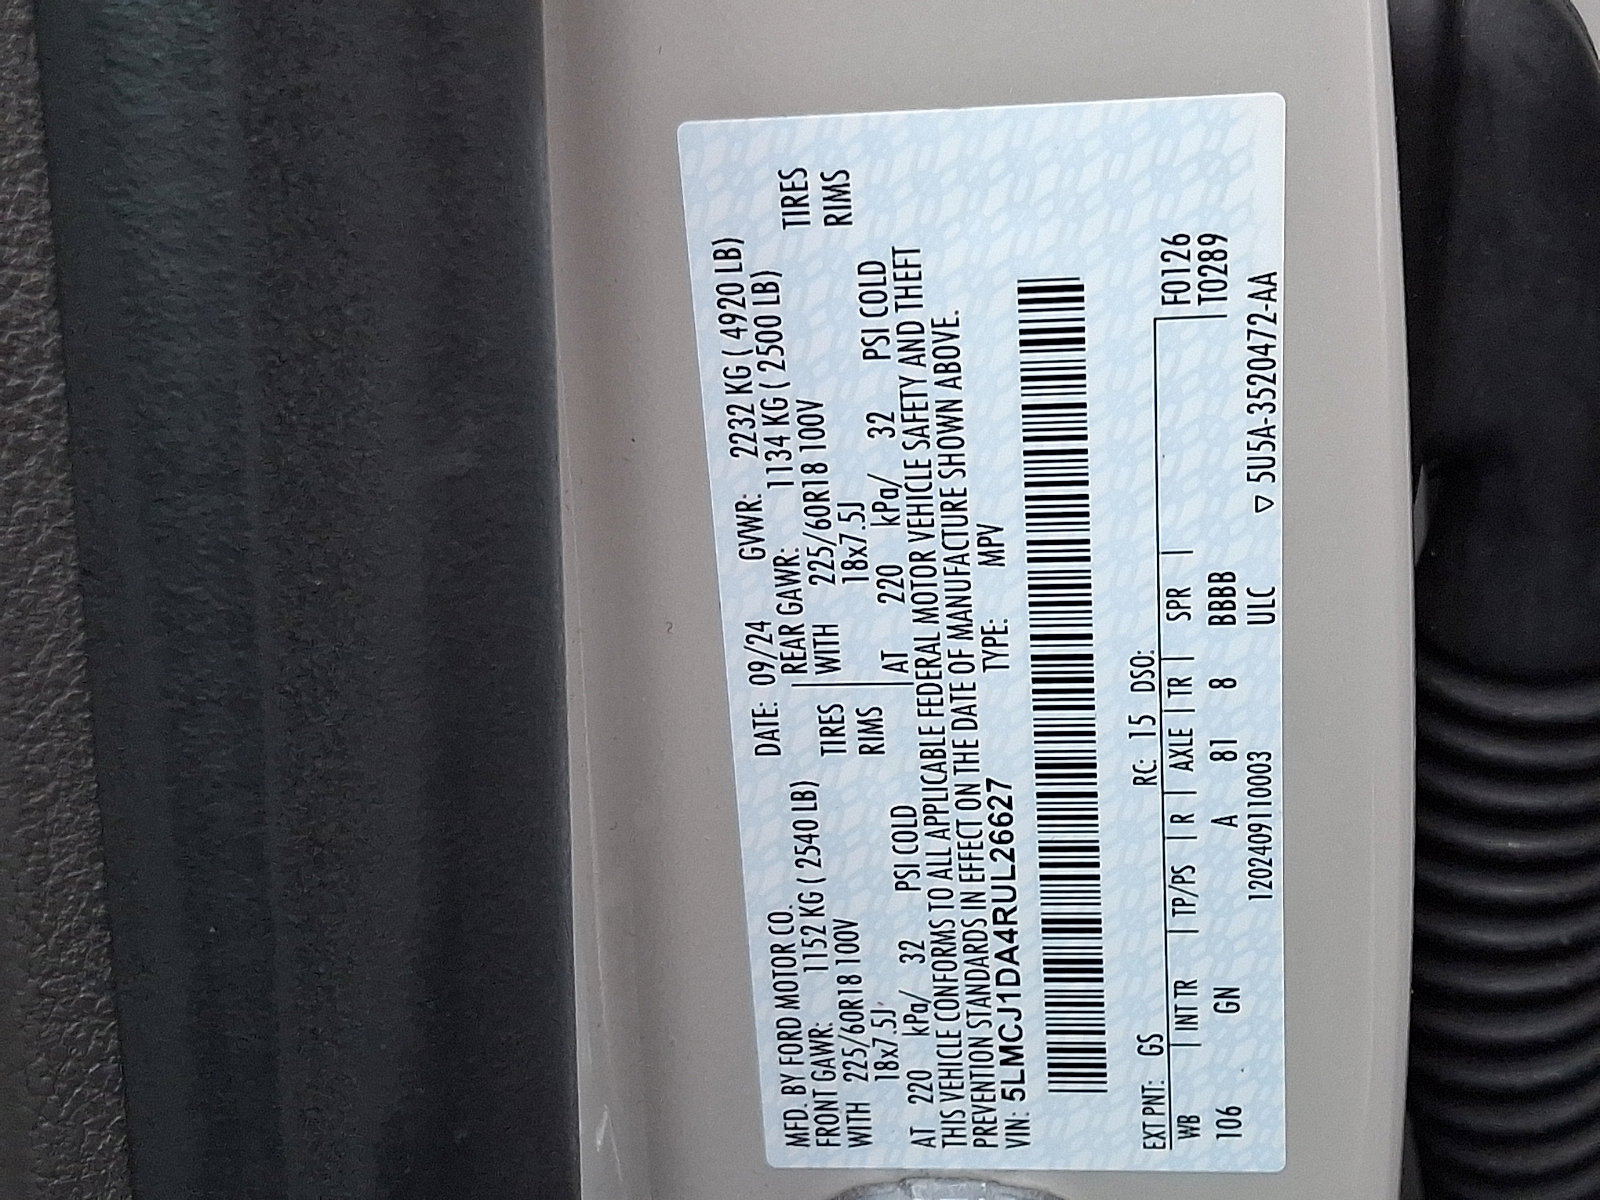 MFD. BY FORD MOTOR CO. DATE: 09/24 GVWR: 2232 KG ( 4920 LB)
FRONT GAWR: 1152 KG ( 2540 LB) REAR GAWR: 1134 KG ( 2500 LB)
WITH 225/60R18 100V TIRES WITH 225/60R18 100V TIRES
18x7.5J RIMS 18x7.5J RIMS
AT 220 kPa/ 32 PSI COLD AT 220 kPa/ 32 PSI COLD
THIS VEHICLE CONFORMS TO ALL APPLICABLE FEDERAL MOTOR VEHICLE SAFETY AND THEFT
PREVENTION STANDARDS IN EFFECT ON THE DATE OF MANUFACTURE SHOWN ABOVE.
VIN: 5LMCJ1DA4RUL26627 TYPE: MPV
EXT PNT: GS RC: 15 DSO: F0126
WB | INT TR | TP/PS | R | AXLE | TR | SPR | T0289
106 GN A 81 8 BBBB
120240911 0003 ULC ▽ 5U5A-3520472-AA